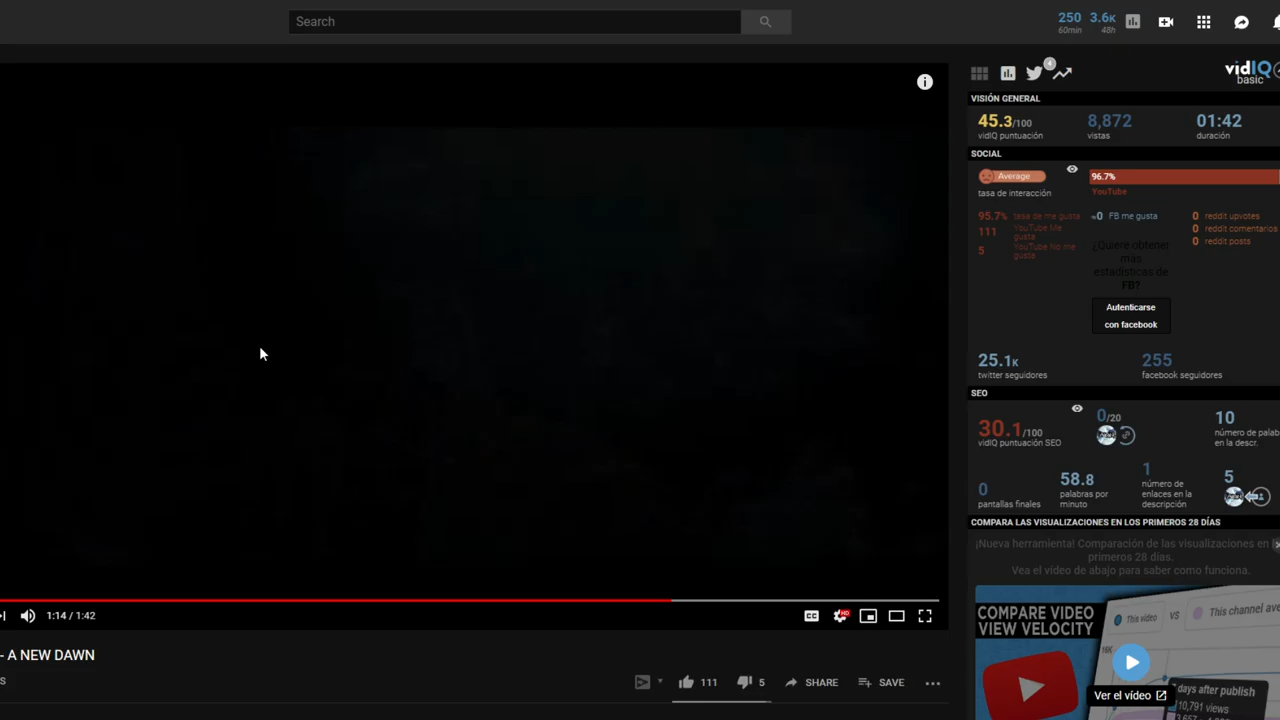 Search
250
60min
3.6K
48h
4
vidIQ
basic
VISIÓN GENERAL
45.3/100
vidIQ puntuación
8,872
vistas
01:42
duración
SOCIAL
Average
tasa de interacción
96.7%
YouTube
95.7% tasa de me gusta
111 YouTube Me
gusta
5 YouTube No me
gusta
0 FB me gusta
¿Quiere obtener
más
estadísticas de
FB?
Autenticarse
con facebook
0 reddit upvotes
0 reddit comentarios
0 reddit posts
25.1K
twitter seguidores
255
facebook seguidores
SEO
30.1/100
vidIQ puntuación SEO
0/20
10
número de palab
en la descr.
0
pantallas finales
58.8
palabras por
minuto
1
número de
enlaces en la
descripción
5
COMPARA LAS VISUALIZACIONES EN LOS PRIMEROS 28 DÍAS
¡Nueva herramienta! Comparación de las visualizaciones en
primeros 28 días.
Vea el vídeo de abajo para saber como funciona.
COMPARE VIDEO
VIEW VELOCITY
This video
VS
This channel ave
16K
days after publish
10,791 views
Ver el vídeo
1:14 / 1:42
CC
HD
- A NEW DAWN
S
111
5
SHARE
SAVE